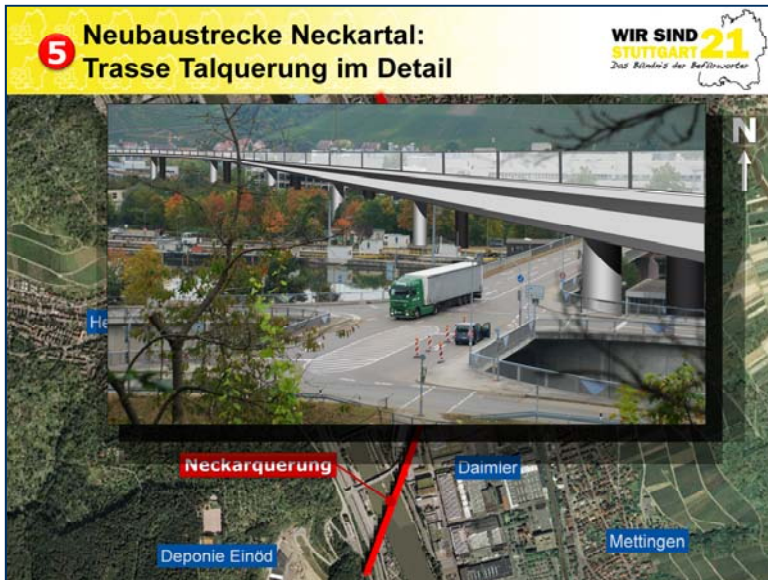 5
Neubaustrecke Neckartal:
Trasse Talquerung im Detail
WIR SIND
STUTTGART 21
Das Bündnis der Befürworter
N
He
Neckarquerung
Daimler
Deponie Einöd
Mettingen